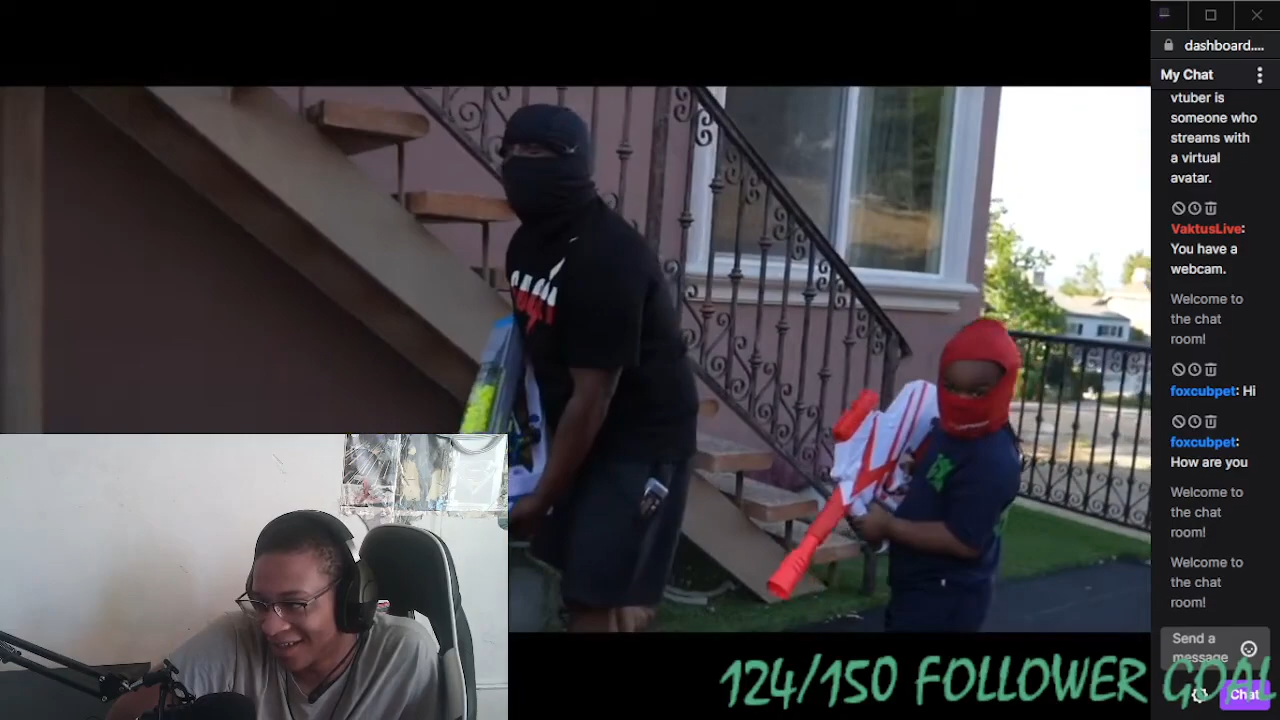 dashboard....
My Chat
vtuber is
someone who
streams with
a virtual
avatar.
VaktusLive:
You have a
webcam.
Welcome to
the chat
room!
foxcubpet: Hi
foxcubpet:
How are you
Welcome to
the chat
room!
Welcome to
the chat
room!
Send a
message
Chat
124/150 FOLLOWER GOAL